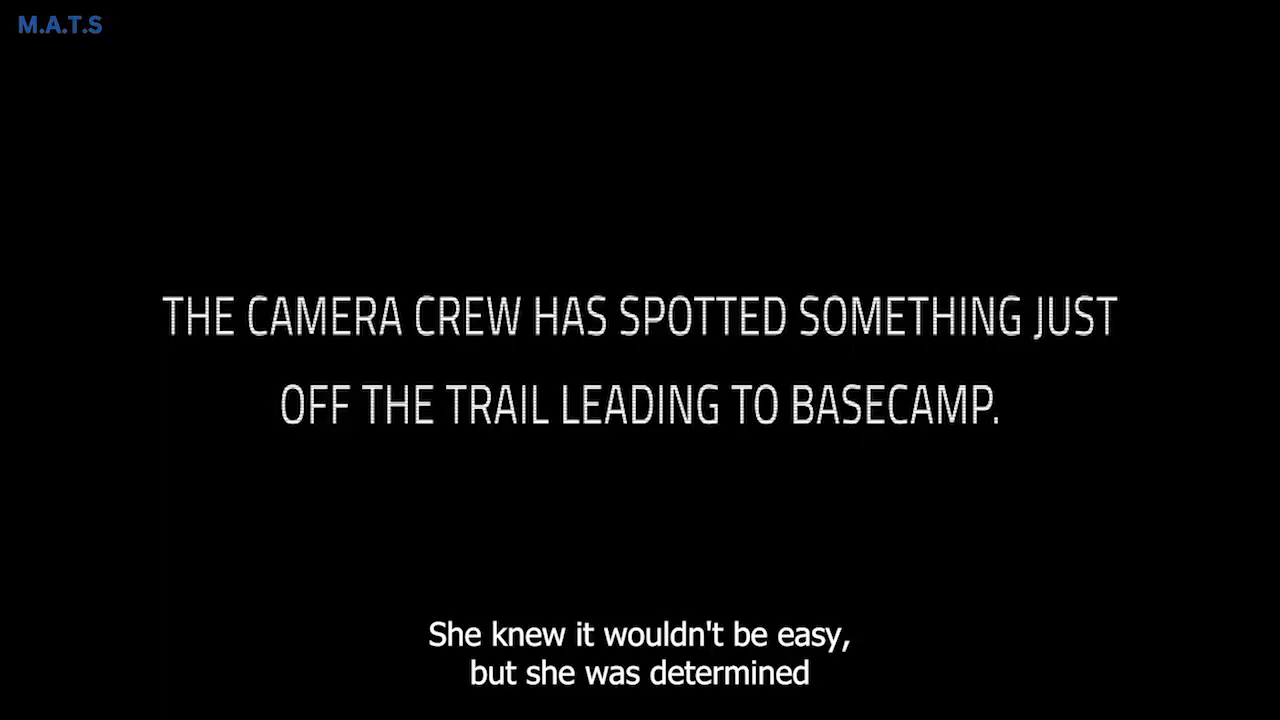 M.A.T.S
THE CAMERA CREW HAS SPOTTED SOMETHING JUST
OFF THE TRAIL LEADING TO BASECAMP.
She knew it wouldn't be easy,
but she was determined